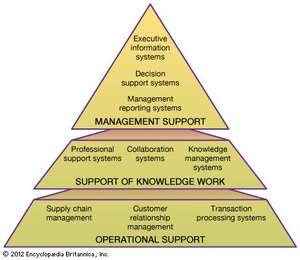 Executive
information
systems
Decision
support systems
Management
reporting systems
MANAGEMENT SUPPORT
Professional
support systems
Collaboration
systems
Knowledge
management
systems
SUPPORT OF KNOWLEDGE WORK
Supply chain
management
Customer
relationship
management
Transaction
processing systems
OPERATIONAL SUPPORT
© 2012 Encyclopædia Britannica, Inc.